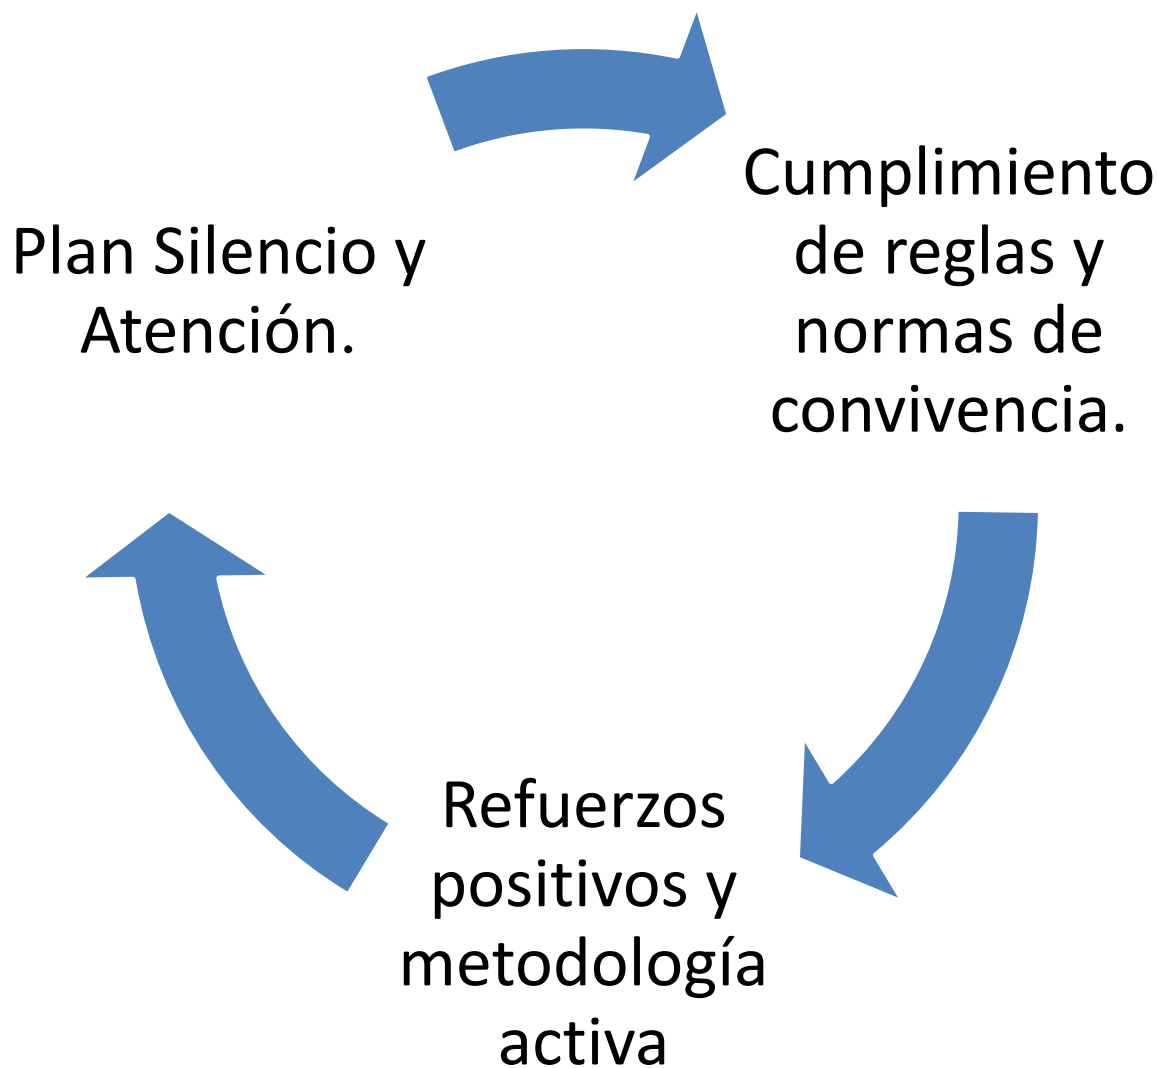 Plan Silencio y
Atención.
Cumplimiento
de reglas y
normas de
convivencia.
Refuerzos
positivos y
metodología
activa